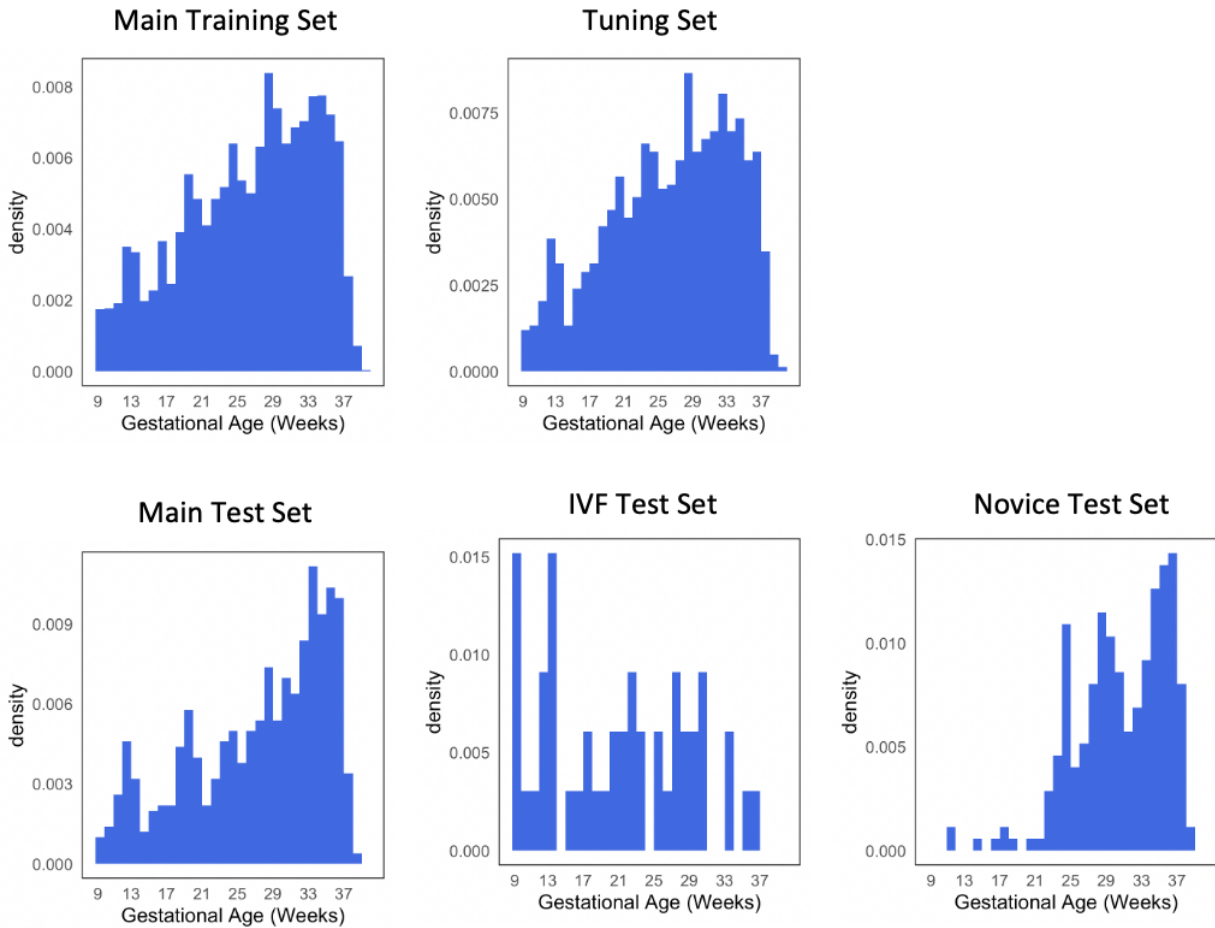 Main Training Set
Tuning Set
density
0.008
0.006
0.004
0.002
0.000
9 13 17 21 25 29 33 37
Gestational Age (Weeks)
density
0.0075
0.0050
0.0025
0.0000
9 13 17 21 25 29 33 37
Gestational Age (Weeks)
Main Test Set
IVF Test Set
Novice Test Set
density
0.009
0.006
0.003
0.000
9 13 17 21 25 29 33 37
Gestational Age (Weeks)
density
0.015
0.010
0.005
0.000
9 13 17 21 25 29 33 37
Gestational Age (Weeks)
density
0.015
0.010
0.005
0.000
9 13 17 21 25 29 33 37
Gestational Age (Weeks)